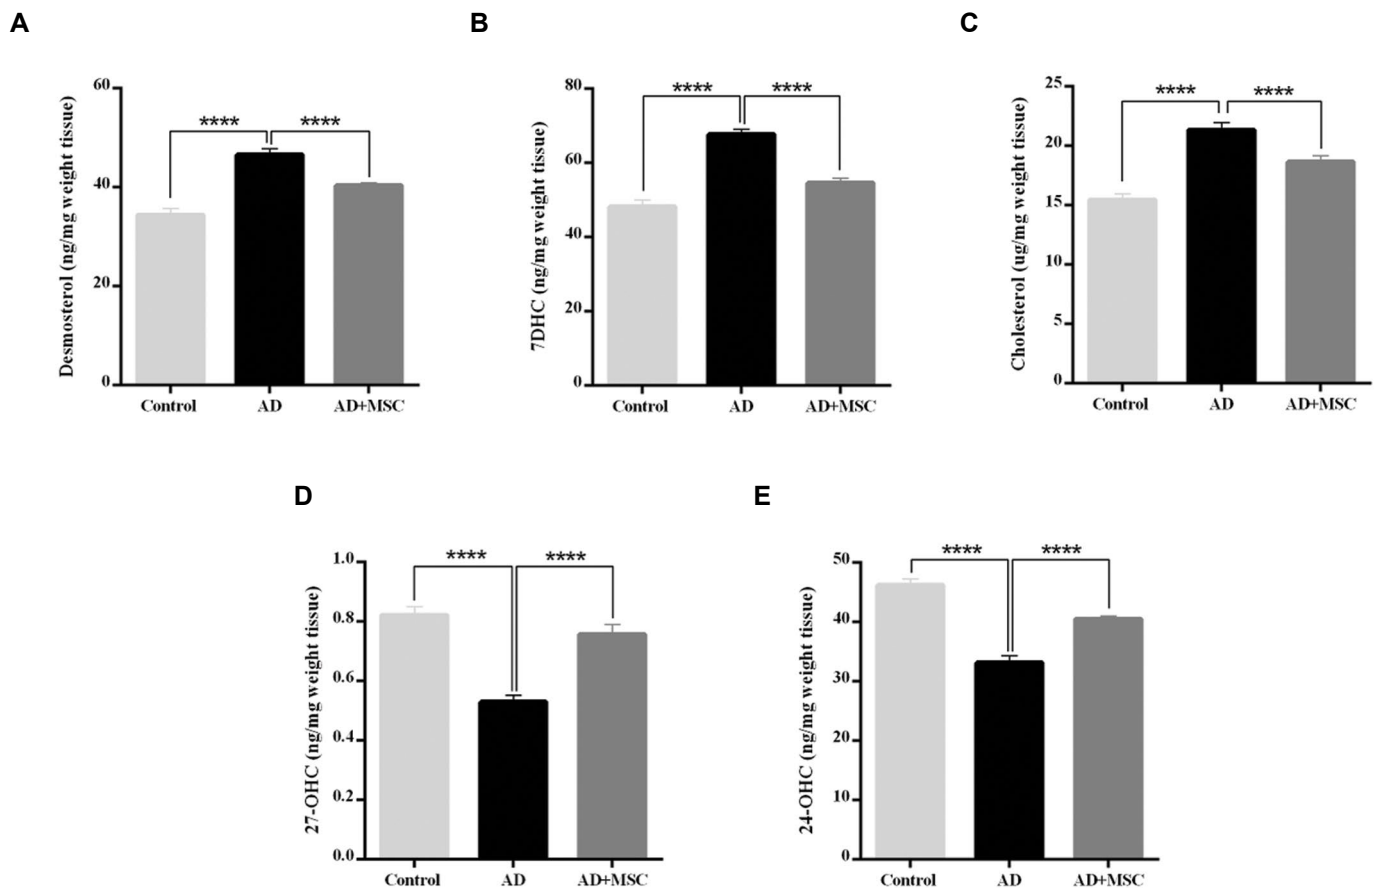 A
B
C
Desmosterol (ng/mg weight tissue)
60
40
20
0
**** ****
Control AD AD+MSC
7DHC (ng/mg weight tissue)
80
60
40
20
0
**** ****
Control AD AD+MSC
Cholesterol (ug/mg weight tissue)
25
20
15
10
5
0
**** ****
Control AD AD+MSC
D
E
27-OHC (ng/mg weight tissue)
1.0
0.8
0.6
0.4
0.2
0.0
**** ****
Control AD AD+MSC
24-OHC (ng/mg weight tissue)
50
40
30
20
10
0
**** ****
Control AD AD+MSC